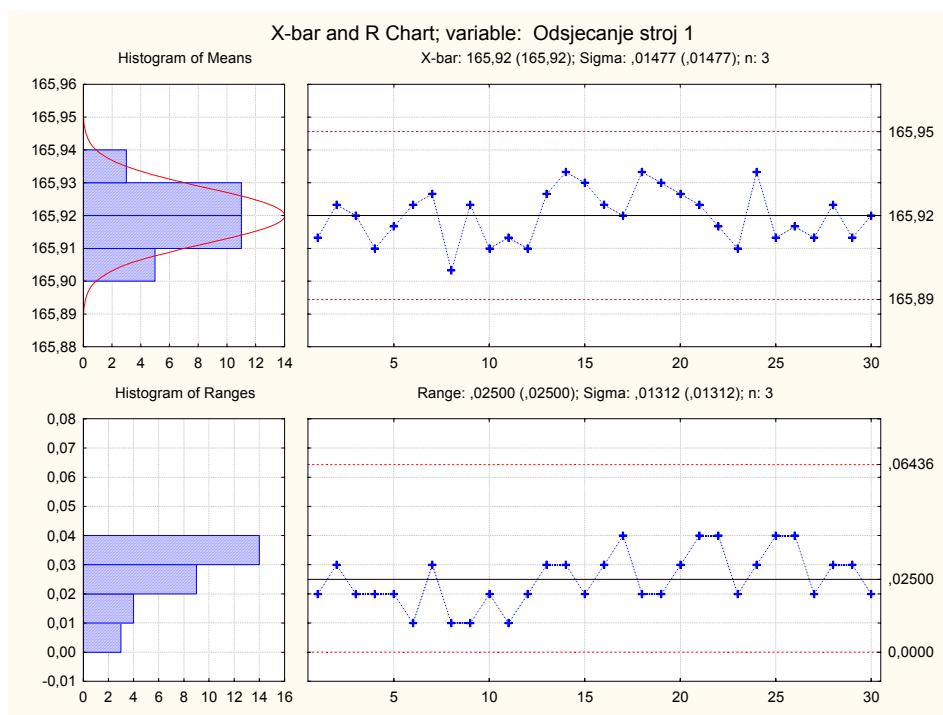 X-bar and R Chart; variable: Odsjecanje stroj 1
Histogram of Means
X-bar: 165,92 (165,92); Sigma: ,01477 (,01477); n: 3
165,96
165,95
165,94
165,93
165,92
165,91
165,90
165,89
165,88
0 2 4 6 8 10 12 14
5 10 15 20 25 30
165,95
165,92
165,89
Histogram of Ranges
Range: ,02500 (,02500); Sigma: ,01312 (,01312); n: 3
0,08
0,07
0,06
0,05
0,04
0,03
0,02
0,01
0,00
-0,01
0 2 4 6 8 10 12 14 16
5 10 15 20 25 30
,06436
,02500
0,0000